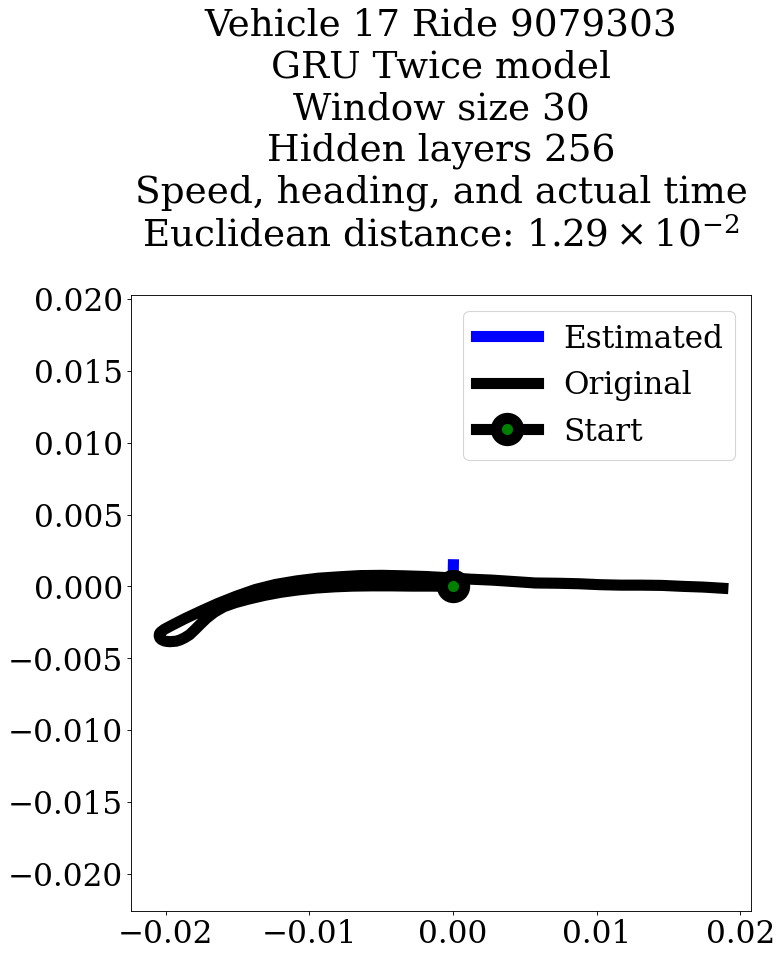 Vehicle 17 Ride 9079303
GRU Twice model
Window size 30
Hidden layers 256
Speed, heading, and actual time
Euclidean distance: 1.29 × 10⁻²
Estimated
Original
Start
0.020
0.015
0.010
0.005
0.000
−0.005
−0.010
−0.015
−0.020
−0.02 −0.01 0.00 0.01 0.02